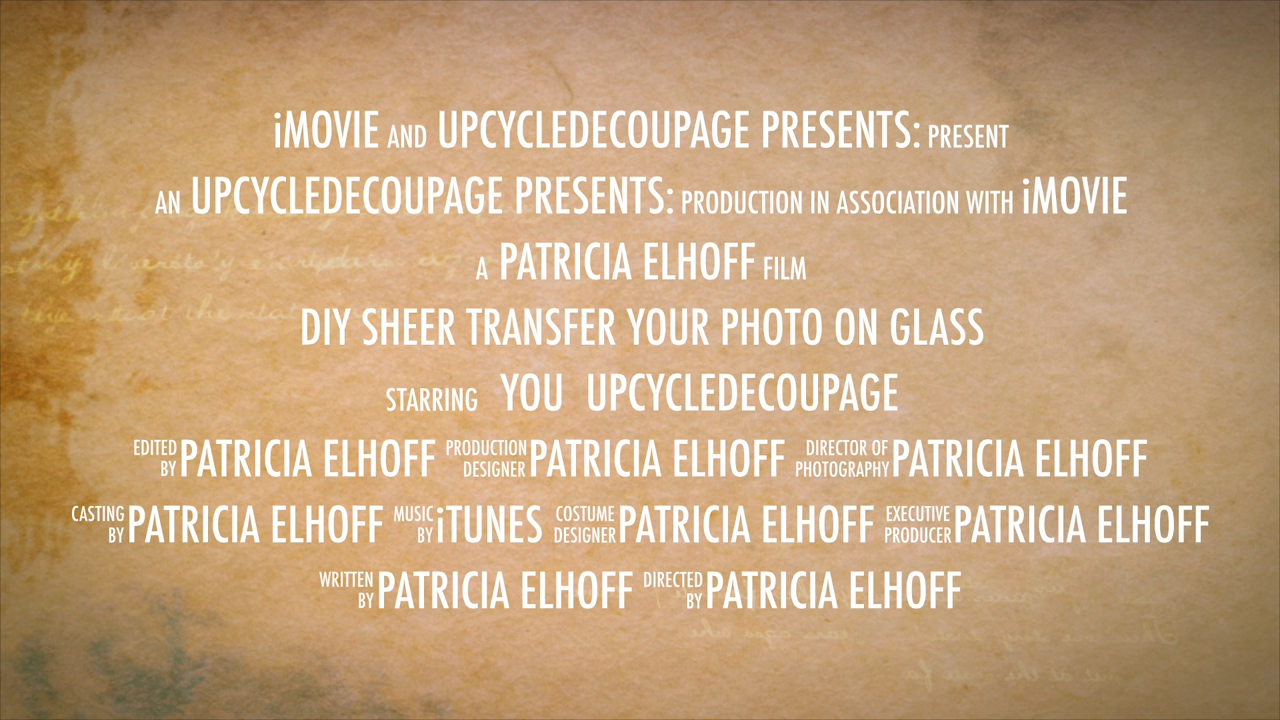 iMOVIE AND UPCYCLEDECOUPAGE PRESENTS: PRESENT
AN UPCYCLEDECOUPAGE PRESENTS: PRODUCTION IN ASSOCIATION WITH iMOVIE
A PATRICIA ELHOFF FILM
DIY SHEER TRANSFER YOUR PHOTO ON GLASS
STARRING YOU UPCYCLEDECOUPAGE
EDITED BY PATRICIA ELHOFF PRODUCTION DESIGNER PATRICIA ELHOFF DIRECTOR OF PHOTOGRAPHY PATRICIA ELHOFF
CASTING BY PATRICIA ELHOFF MUSIC BY iTUNES COSTUME DESIGNER PATRICIA ELHOFF EXECUTIVE PRODUCER PATRICIA ELHOFF
WRITTEN BY PATRICIA ELHOFF DIRECTED BY PATRICIA ELHOFF